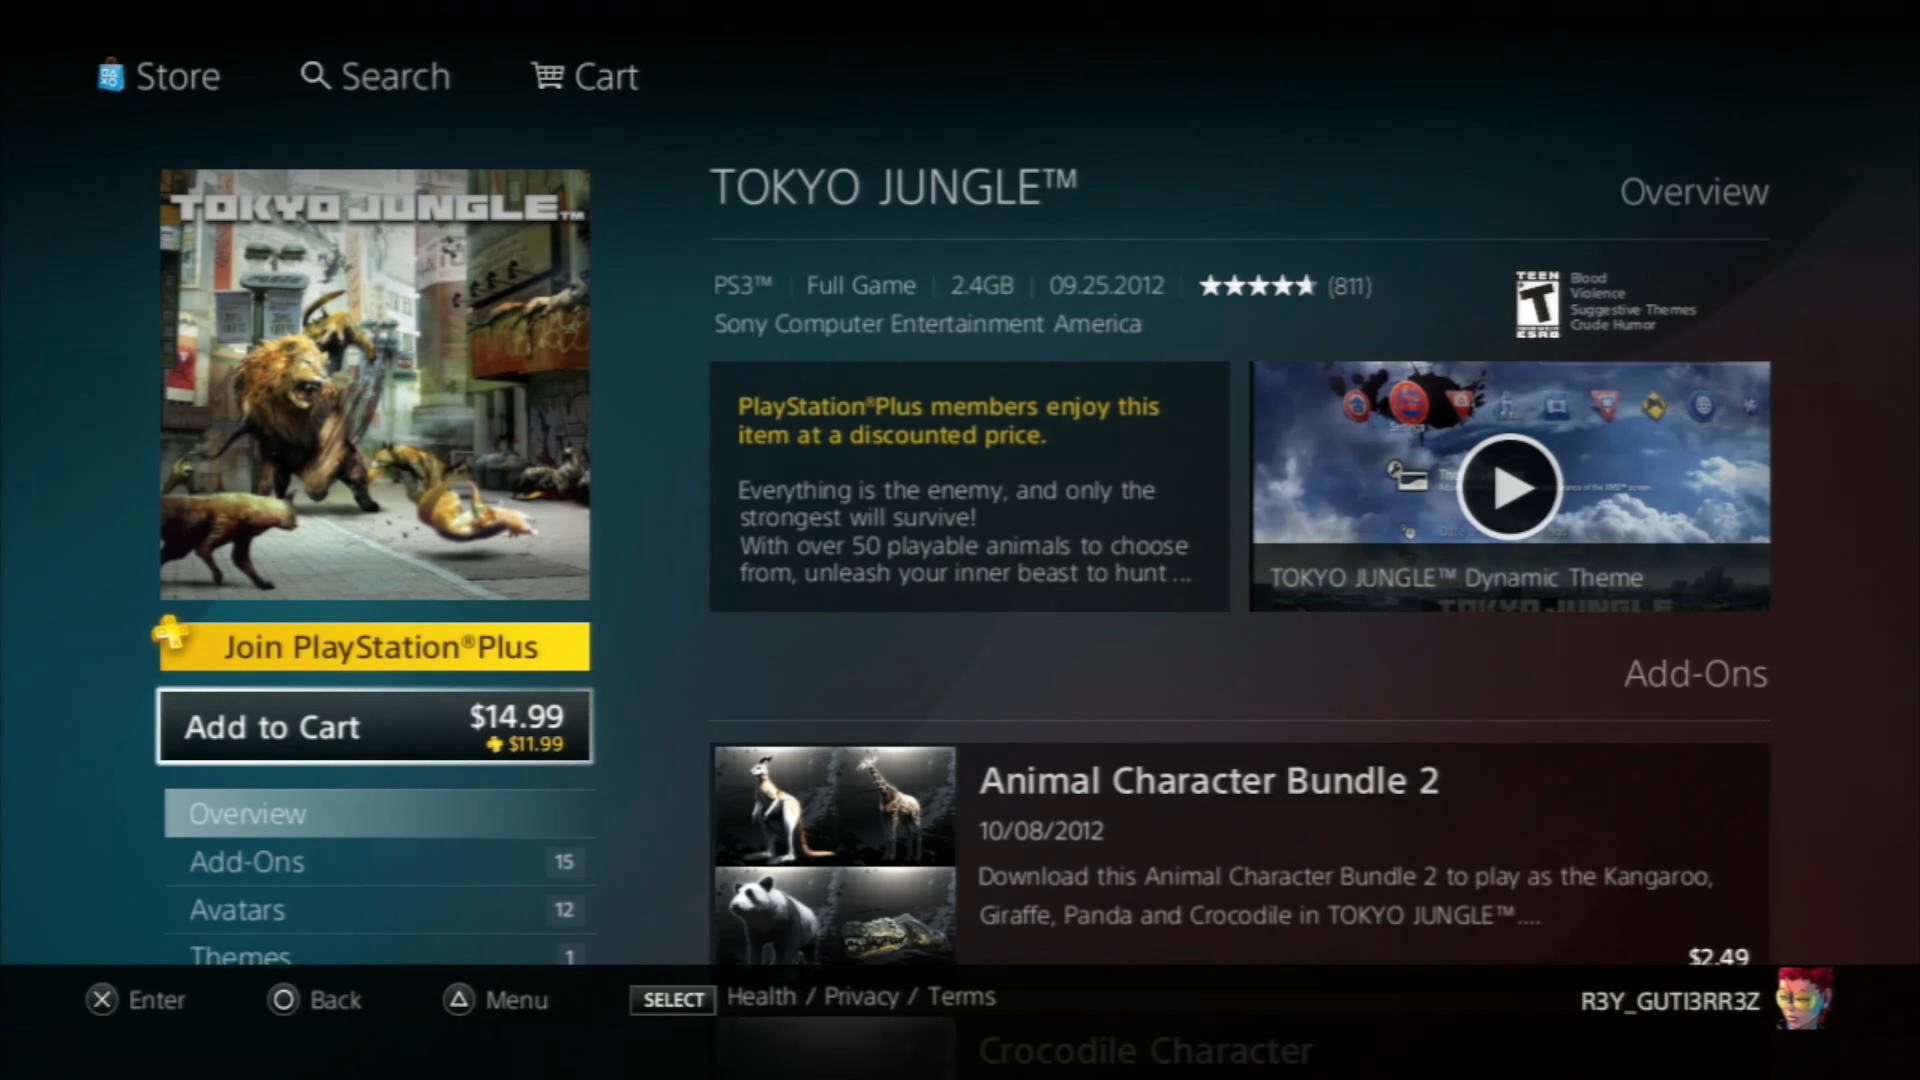 Store
Search
Cart
TOKYO JUNGLE™
TOKYO JUNGLE™
Overview
PS3™ | Full Game | 2.4GB | 09.25.2012 | (811)
Sony Computer Entertainment America
TEEN
T
ESRB
Blood
Violence
Suggestive Themes
Crude Humor
PlayStation®Plus members enjoy this
item at a discounted price.
Everything is the enemy, and only the
strongest will survive!
With over 50 playable animals to choose
from, unleash your inner beast to hunt ...
Settings
TOKYO JUNGLE™ Dynamic Theme
TOKYO JUNGLE
Join PlayStation®Plus
Add to Cart
$14.99
$11.99
Overview
Add-Ons 15
Avatars 12
Themes 1
Add-Ons
Animal Character Bundle 2
10/08/2012
Download this Animal Character Bundle 2 to play as the Kangaroo,
Giraffe, Panda and Crocodile in TOKYO JUNGLE™....
$2.49
Enter
Back
Menu
SELECT Health / Privacy / Terms
R3Y_GUTI3RR3Z
Crocodile Character